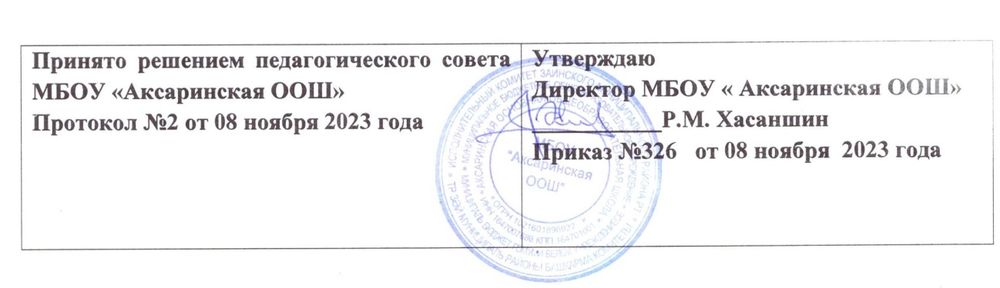 Принято решением педагогического совета
МБОУ «Аксаринская ООШ»
Протокол №2 от 08 ноября 2023 года
Утверждаю
Директор МБОУ « Аксаринская ООШ»
Р.М. Хасаншин
Приказ №326 от 08 ноября 2023 года
МБОУ
"Аксаринская
ООШ"